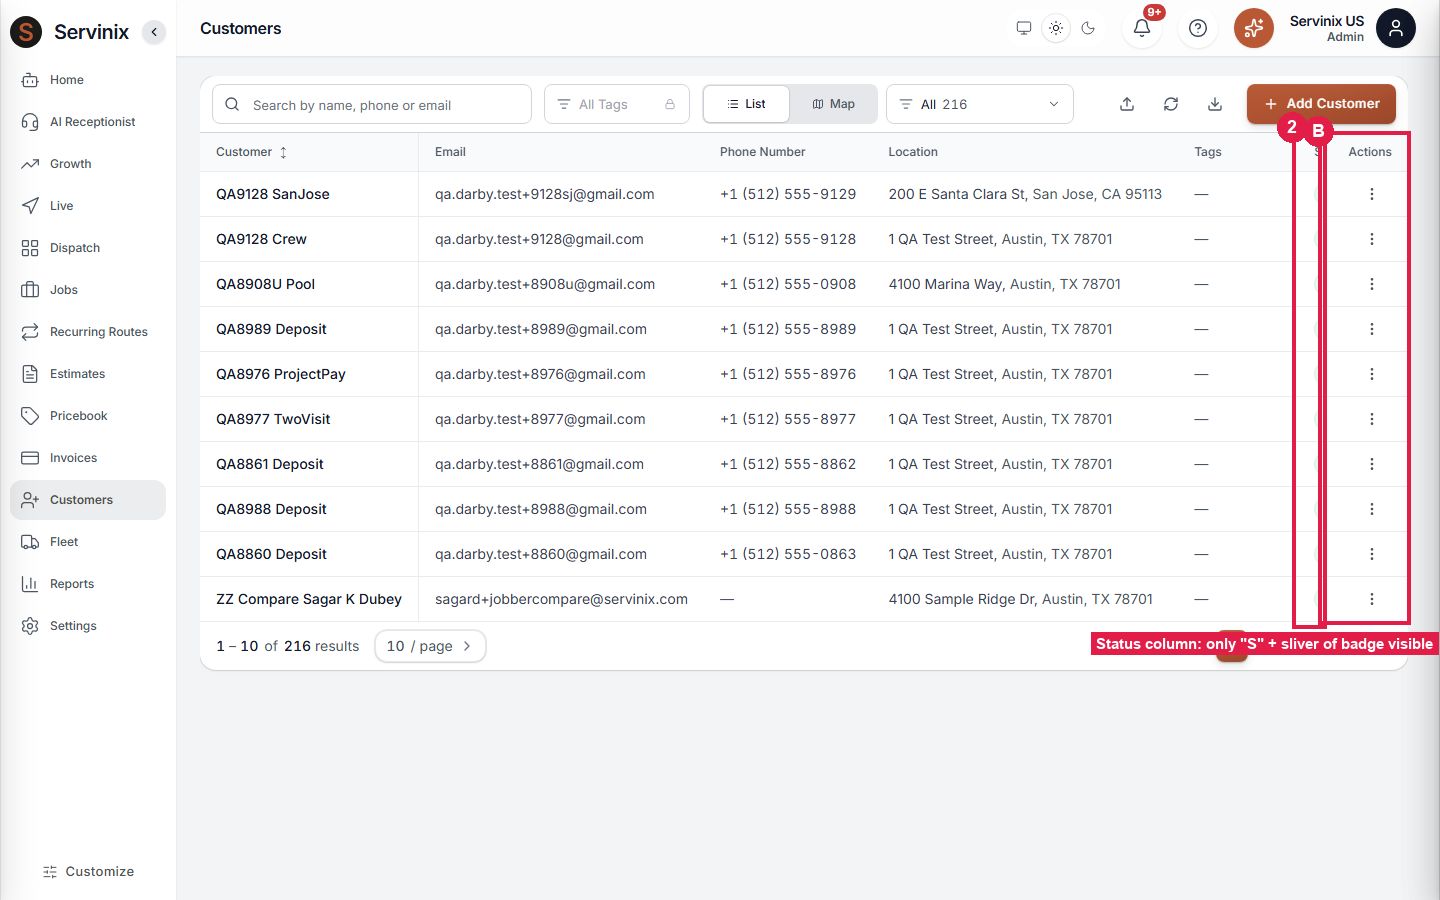 Servinix
Customers
9+
Servinix US
Admin
Home
AI Receptionist
Growth
Live
Dispatch
Jobs
Recurring Routes
Estimates
Pricebook
Invoices
Customers
Fleet
Reports
Settings
Customize
Search by name, phone or email
All Tags
List
Map
All 216
Add Customer
2 B
Customer Email Phone Number Location Tags S Actions
QA9128 SanJose qa.darby.test+9128sj@gmail.com +1 (512) 555-9129 200 E Santa Clara St, San Jose, CA 95113 —
QA9128 Crew qa.darby.test+9128@gmail.com +1 (512) 555-9128 1 QA Test Street, Austin, TX 78701 —
QA8908U Pool qa.darby.test+8908u@gmail.com +1 (512) 555-0908 4100 Marina Way, Austin, TX 78701 —
QA8989 Deposit qa.darby.test+8989@gmail.com +1 (512) 555-8989 1 QA Test Street, Austin, TX 78701 —
QA8976 ProjectPay qa.darby.test+8976@gmail.com +1 (512) 555-8976 1 QA Test Street, Austin, TX 78701 —
QA8977 TwoVisit qa.darby.test+8977@gmail.com +1 (512) 555-8977 1 QA Test Street, Austin, TX 78701 —
QA8861 Deposit qa.darby.test+8861@gmail.com +1 (512) 555-8862 1 QA Test Street, Austin, TX 78701 —
QA8988 Deposit qa.darby.test+8988@gmail.com +1 (512) 555-8988 1 QA Test Street, Austin, TX 78701 —
QA8860 Deposit qa.darby.test+8860@gmail.com +1 (512) 555-0863 1 QA Test Street, Austin, TX 78701 —
ZZ Compare Sagar K Dubey sagard+jobbercompare@servinix.com — 4100 Sample Ridge Dr, Austin, TX 78701 —
1 – 10 of 216 results
10 / page
Status column: only "S" + sliver of badge visible